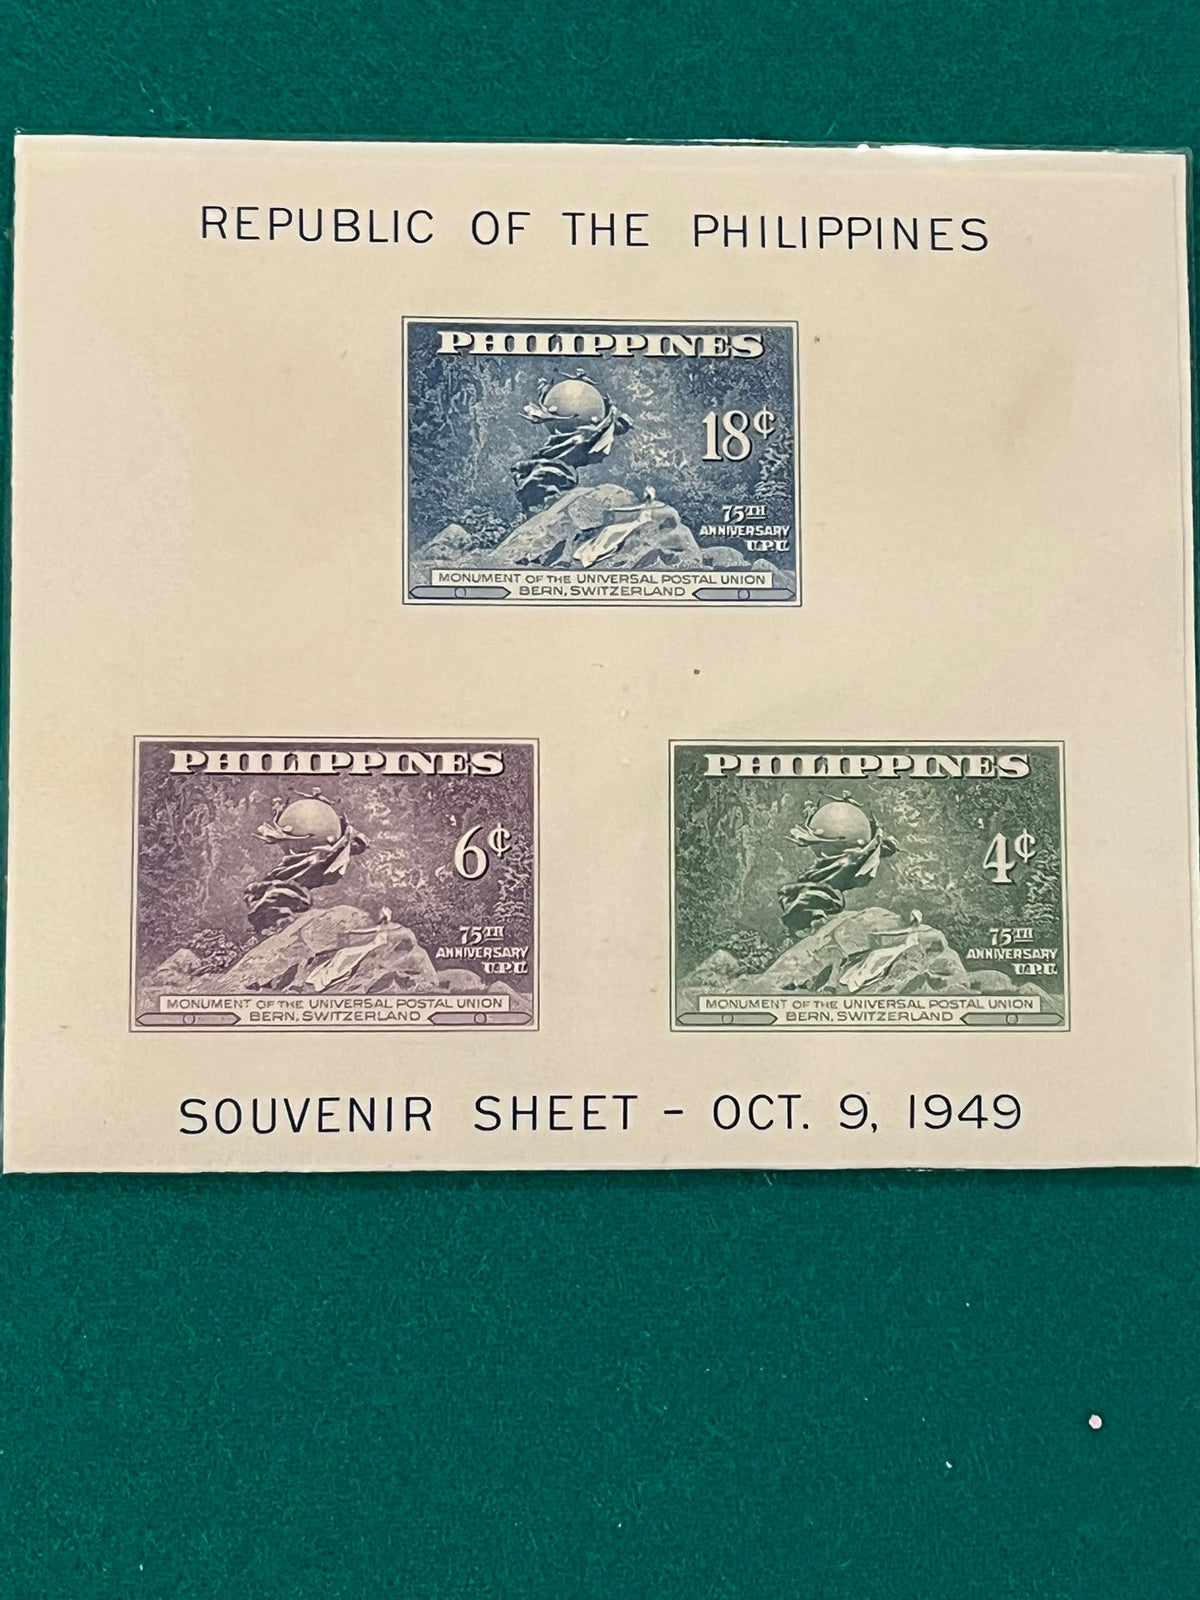 REPUBLIC OF THE PHILIPPINES
PHILIPPINES
18¢
75TH
ANNIVERSARY
U.P.U.
MONUMENT OF THE UNIVERSAL POSTAL UNION
BERN, SWITZERLAND
PHILIPPINES
6¢
75TH
ANNIVERSARY
U.P.U.
MONUMENT OF THE UNIVERSAL POSTAL UNION
BERN, SWITZERLAND
PHILIPPINES
4¢
75TH
ANNIVERSARY
U.P.U.
MONUMENT OF THE UNIVERSAL POSTAL UNION
BERN, SWITZERLAND
SOUVENIR SHEET - OCT. 9, 1949